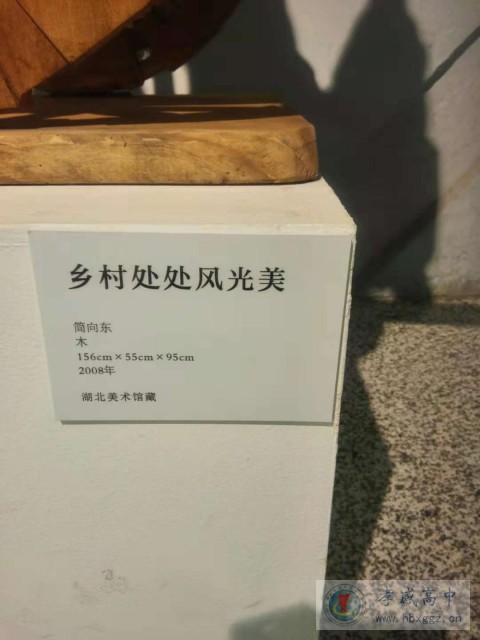 乡村处处风光美
简向东
木
156cm×55cm×95cm
2008年
湖北美术馆藏
孝感高中
www.hbxggz.cn